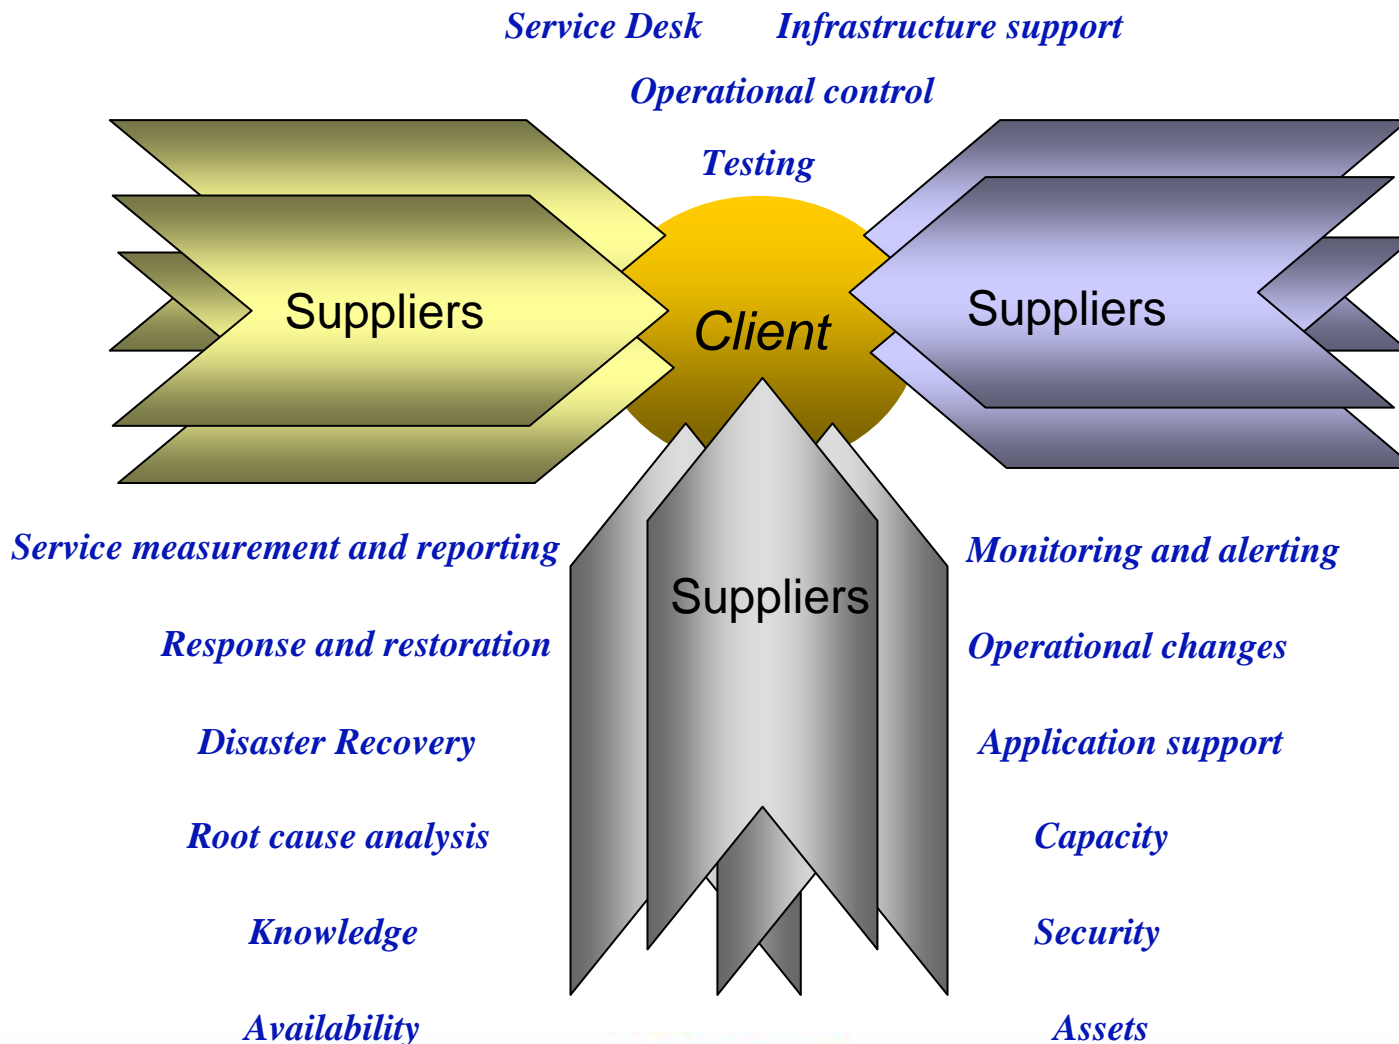 Service Desk Infrastructure support
Operational control
Testing
Suppliers
Client
Suppliers
Suppliers
Service measurement and reporting
Response and restoration
Disaster Recovery
Root cause analysis
Knowledge
Availability
Monitoring and alerting
Operational changes
Application support
Capacity
Security
Assets